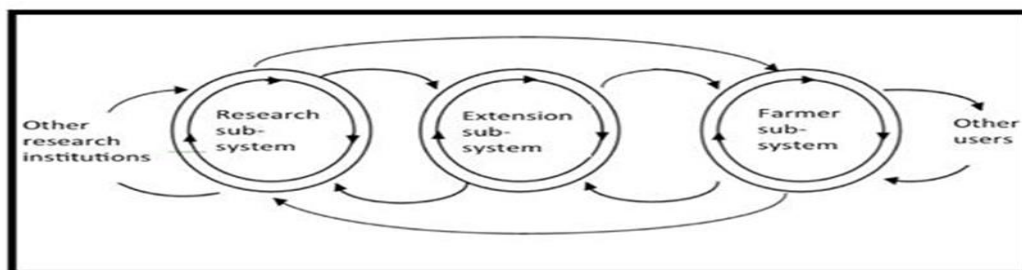 Other
research
institutions
Research
sub-
system
Extension
sub-
system
Farmer
sub-
system
Other
users